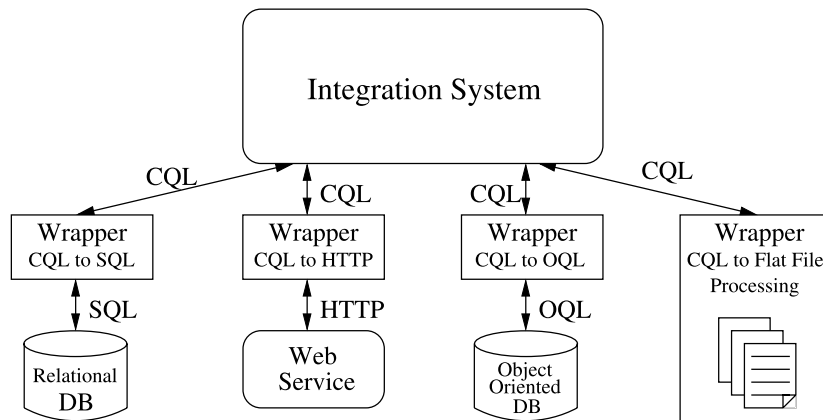 Integration System
CQL
CQL
CQL
CQL
Wrapper
CQL to SQL
Wrapper
CQL to HTTP
Wrapper
CQL to OQL
Wrapper
CQL to Flat File
Processing
SQL
HTTP
OQL
Relational
DB
Web
Service
Object
Oriented
DB